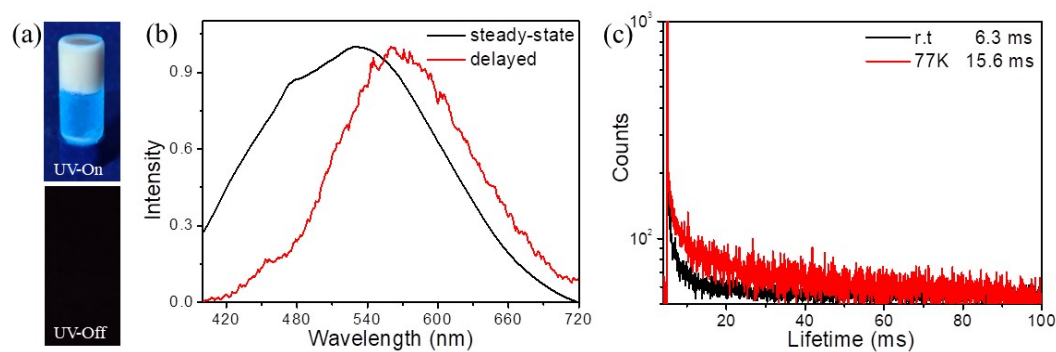 (a)
UV-On
UV-Off
(b)
steady-state
delayed
Intensity
0.9
0.6
0.3
0.0
420 480 540 600 660 720
Wavelength (nm)
(c)
r.t 6.3 ms
77K 15.6 ms
Counts
10³
10²
20 40 60 80 100
Lifetime (ms)